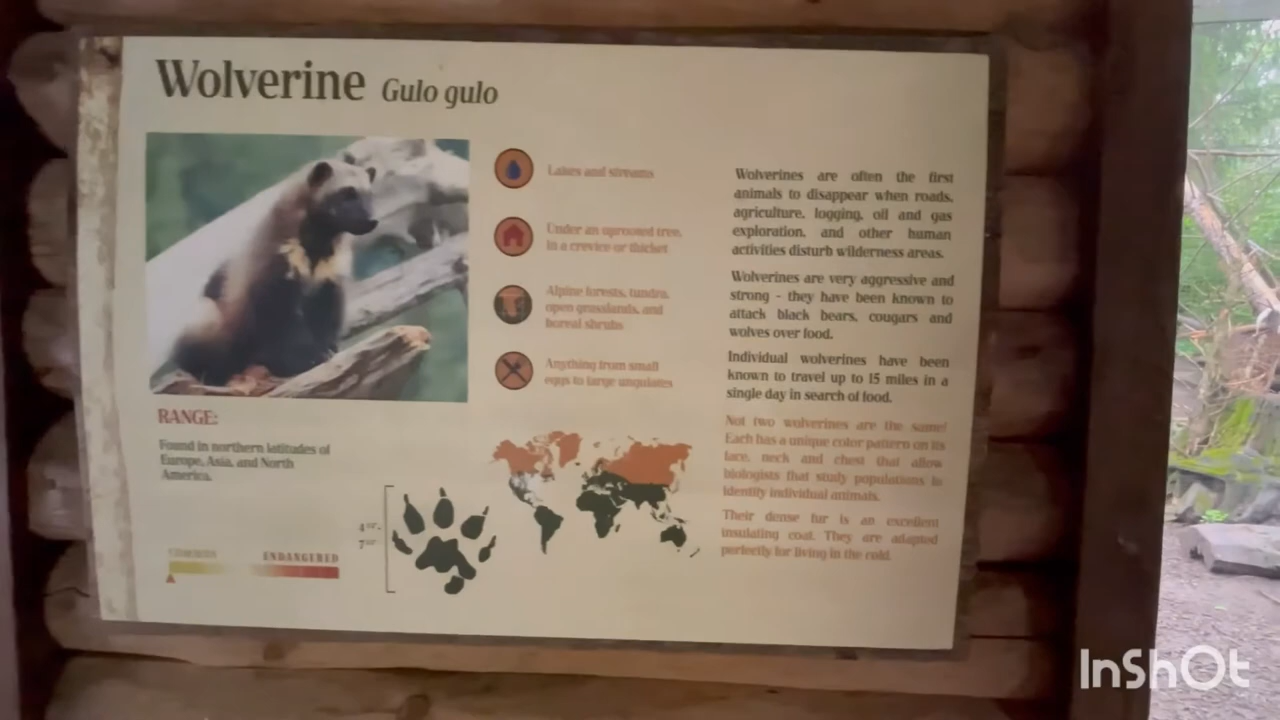 Wolverine Gulo gulo
Lakes and streams
Under an uprooted tree,
in a crevice or thicket
Alpine forests, tundra,
open grasslands, and
boreal shrubs
Anything from small
eggs to large ungulates
RANGE:
Found in northern latitudes of
Europe, Asia, and North
America.
COMMON
ENDANGERED
Wolverines are often the first
animals to disappear when roads,
agriculture, logging, oil and gas
exploration, and other human
activities disturb wilderness areas.
Wolverines are very aggressive and
strong - they have been known to
attack black bears, cougars and
wolves over food.
Individual wolverines have been
known to travel up to 15 miles in a
single day in search of food.
Not two wolverines are the same!
Each has a unique color pattern on its
face, neck and chest that allow
biologists that study populations to
identify individual animals.
Their dense fur is an excellent
insulating coat. They are adapted
perfectly for living in the cold.
InShOt